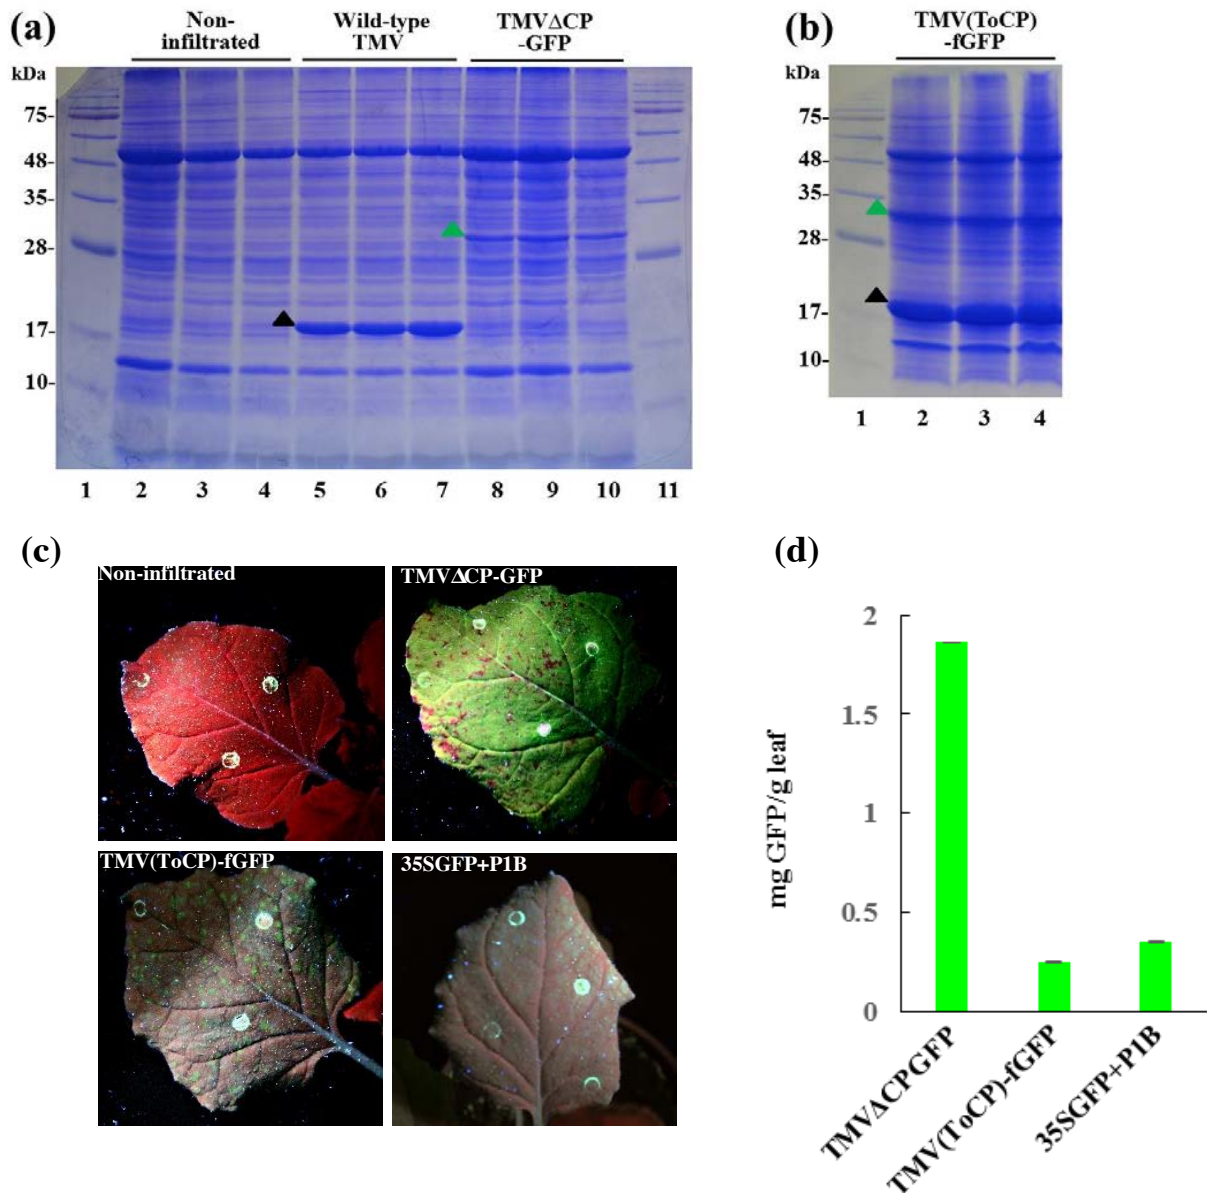 (a)
Non-
infiltrated
Wild-type
TMV
TMVΔCP
-GFP
kDa
75-
48-
35-
28-
17-
10-
1 2 3 4 5 6 7 8 9 10 11
(b)
TMV(ToCP)
-fGFP
kDa
75-
48-
35-
28-
17-
10-
1 2 3 4
(c)
Non-infiltrated
TMVΔCP-GFP
TMV(ToCP)-fGFP
35SGFP+P1B
(d)
mg GFP/g leaf
2
1.5
1
0.5
0
TMVΔCPGFP
TMV(ToCP)-fGFP
35SGFP+P1B